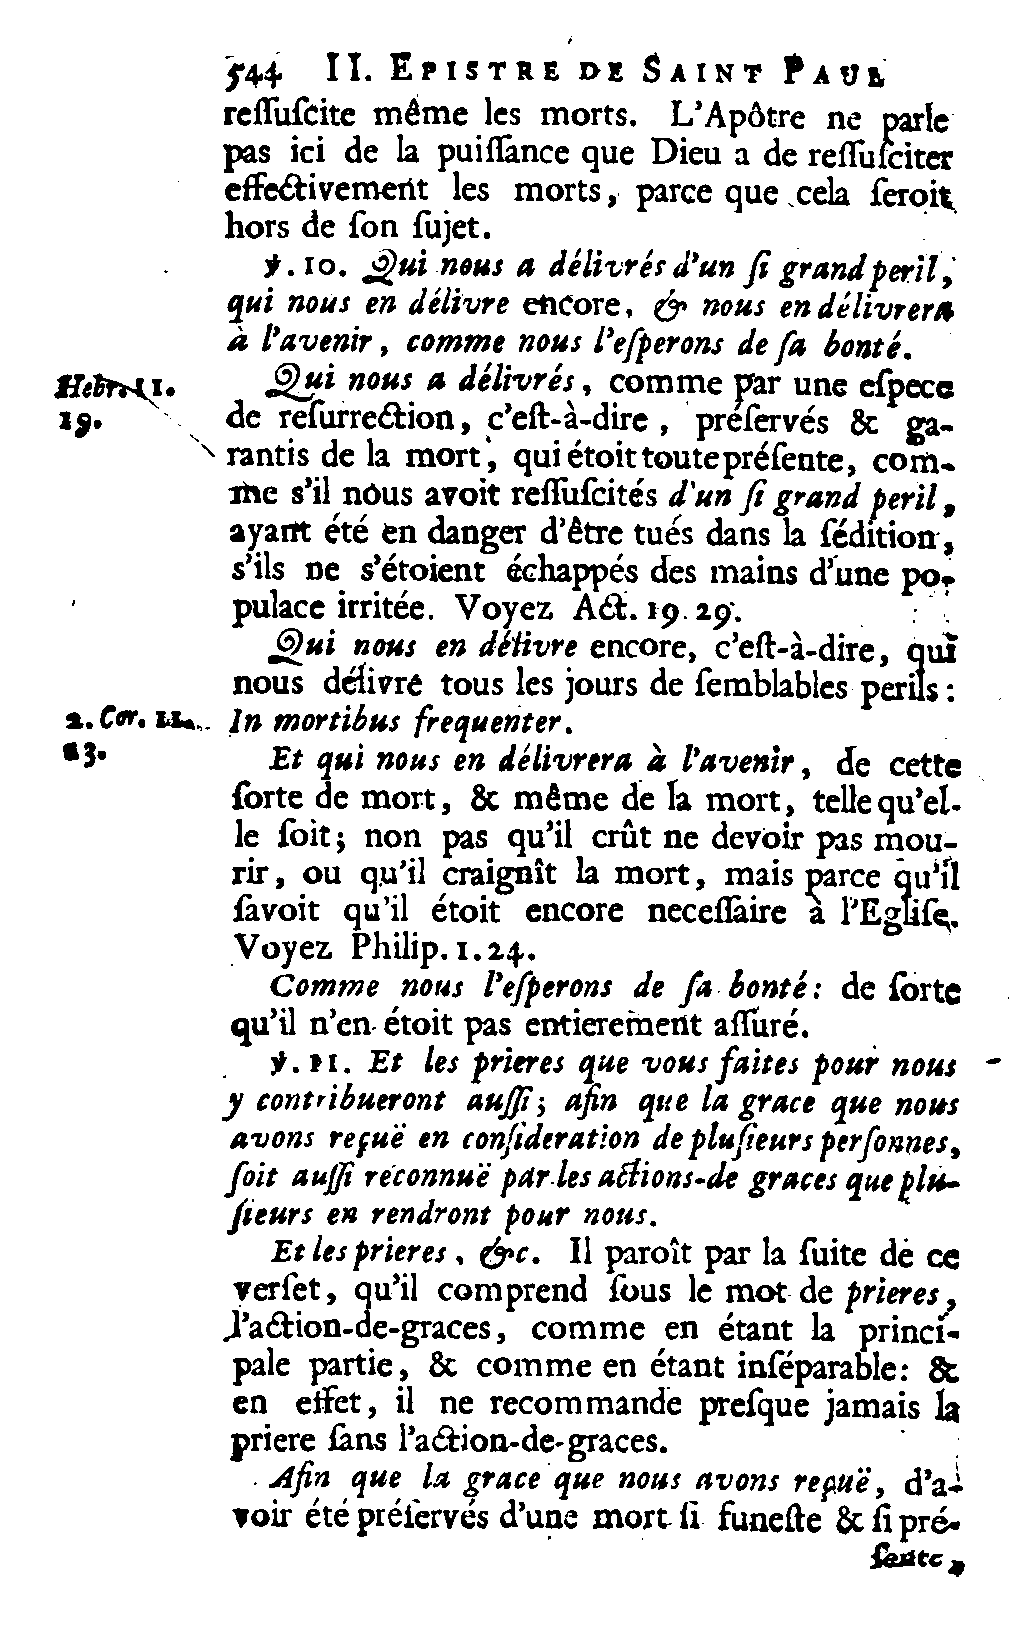 544 II. EPISTRE DE SAINT PAUL
reſſuſcite même les morts. L'Apôtre ne parle
pas ici de la puiſſance que Dieu a de reſſuſciter
effectivement les morts, parce que cela ſeroit
hors de ſon ſujet.
℣. 10. Qui nous a délivrés d'un ſi grand peril,
qui nous en délivre encore, & nous en délivrera
à l'avenir, comme nous l'eſperons de ſa bonté.
Hebr. 11.
19.
Qui nous a délivrés, comme par une eſpece
de reſurrection, c'eſt-à-dire, préſervés & ga-
rantis de la mort, qui étoit toute préſente, com-
me s'il nous avoit reſſuſcités d'un ſi grand peril,
ayant été en danger d'être tués dans la ſédition,
s'ils ne s'étoient échappés des mains d'une po-
pulace irritée. Voyez Act. 19. 29.
Qui nous en délivre encore, c'eſt-à-dire, qui
nous délivre tous les jours de ſemblables perils:
2. Cor. 11.
23.
In mortibus frequenter.
Et qui nous en délivrera à l'avenir, de cette
ſorte de mort, & même de la mort, telle qu'el-
le ſoit; non pas qu'il crût ne devoir pas mou-
rir, ou qu'il craignît la mort, mais parce qu'il
ſavoit qu'il étoit encore neceſſaire à l'Egliſe.
Voyez Philip. 1. 24.
Comme nous l'eſperons de ſa bonté: de ſorte
qu'il n'en étoit pas entierement aſſuré.
℣. 11. Et les prieres que vous faites pour nous
y contribueront auſſi; afin que la grace que nous
avons reçuë en conſideration de pluſieurs perſonnes,
ſoit auſſi reconnuë par les actions-de graces que plu-
ſieurs en rendront pour nous.
Et les prieres, &c. Il paroît par la ſuite de ce
verſet, qu'il comprend ſous le mot de prieres,
l'action-de-graces, comme en étant la princi-
pale partie, & comme en étant inſéparable: &
en effet, il ne recommande preſque jamais la
priere ſans l'action-de-graces.
Afin que la grace que nous avons reçuë, d'a-
voir été préſervés d'une mort ſi funeſte & ſi pré-
ſente,